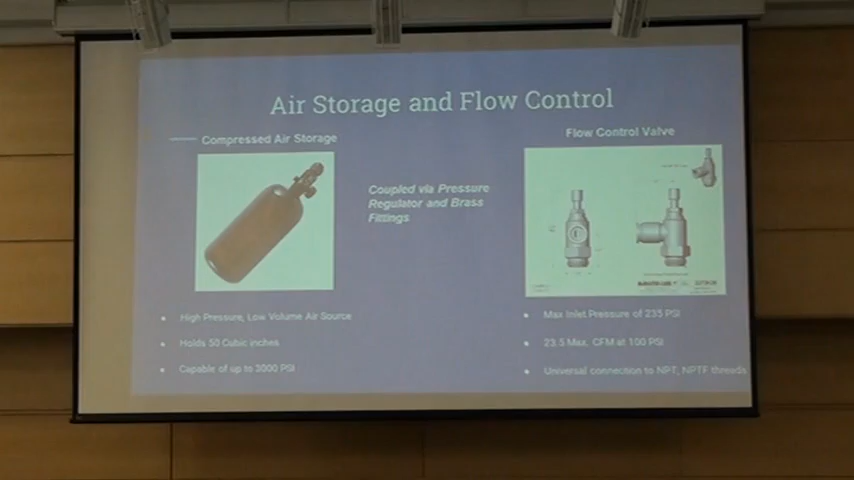 Air Storage and Flow Control
Compressed Air Storage
Flow Control Valve
Coupled via Pressure
Regulator and Brass
Fittings
High Pressure, Low Volume Air Source
Holds 50 Cubic inches
Capable of up to 3000 PSI
Max Inlet Pressure of 235 PSI
23.5 Max. CFM at 100 PSI
Universal connection to NPT, NPTF threads